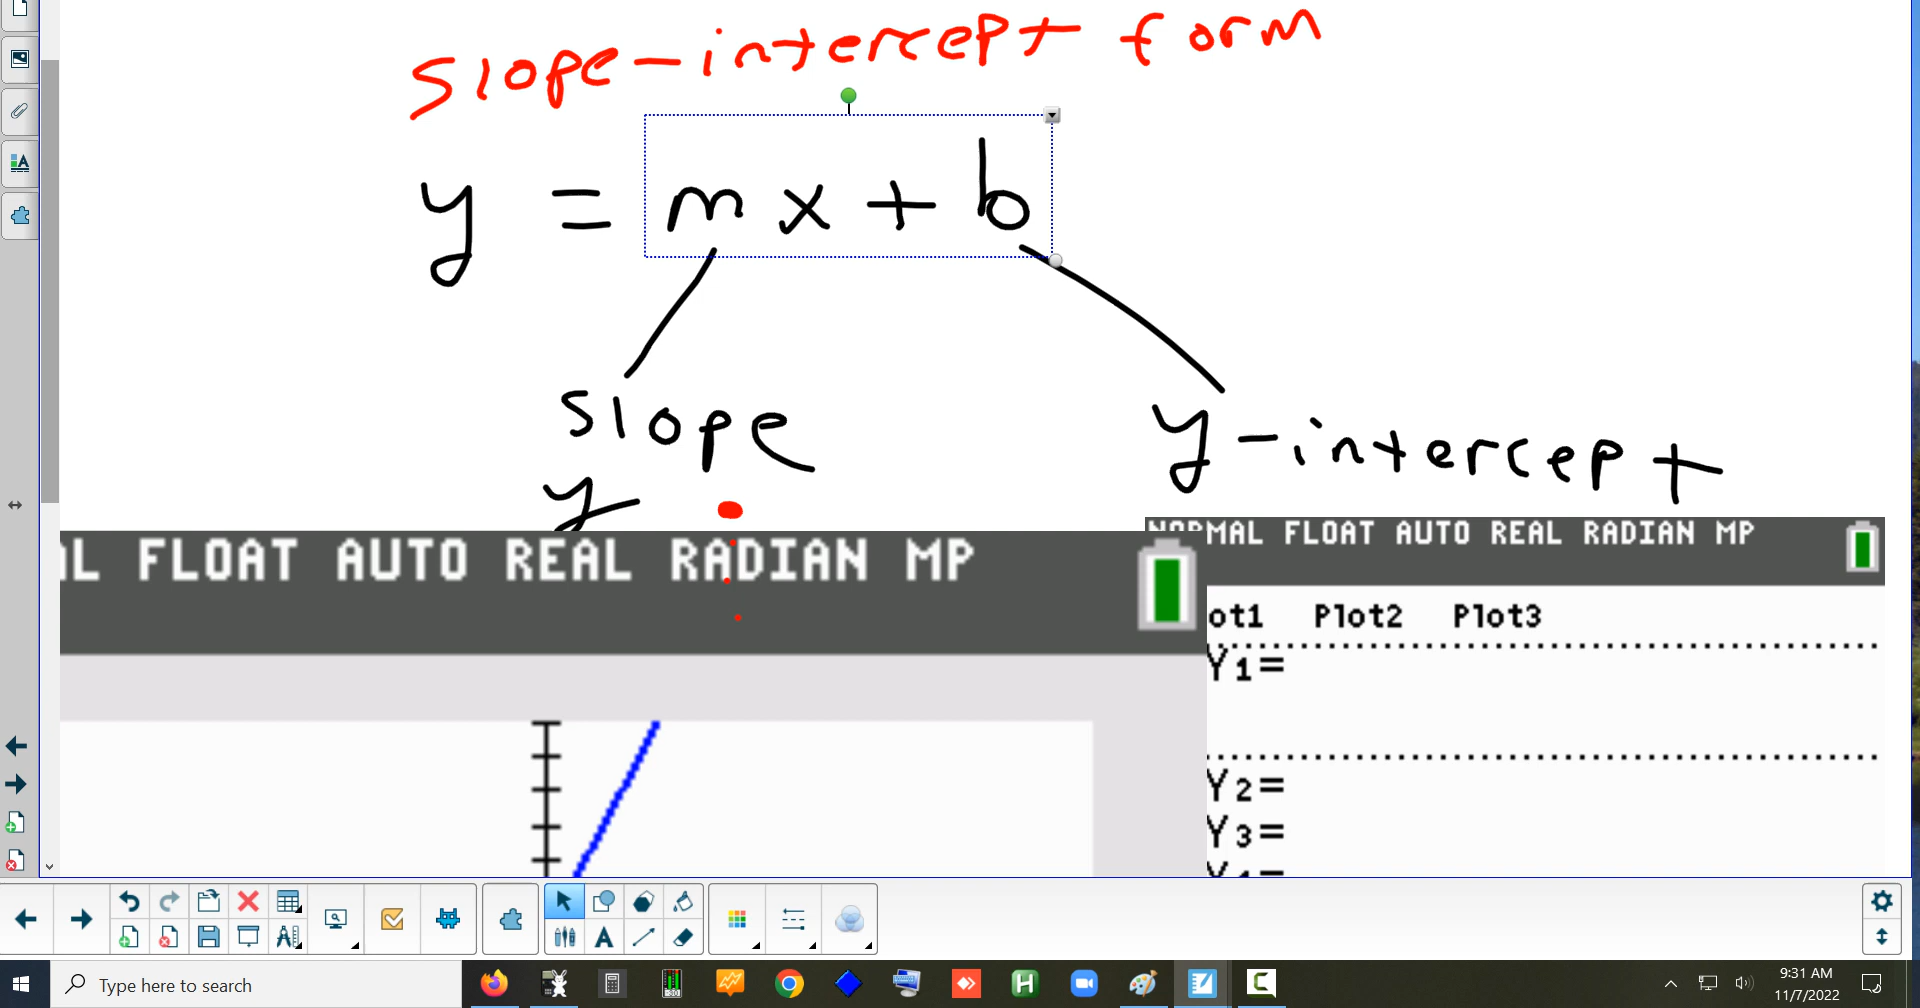 slope-intercept form
y = mx + b
slope
y-intercept
y
L FLOAT AUTO REAL RADIAN MP
NORMAL FLOAT AUTO REAL RADIAN MP
ot1 Plot2 Plot3
Y1=
Y2=
Y3=
Type here to search
9:31 AM
11/7/2022